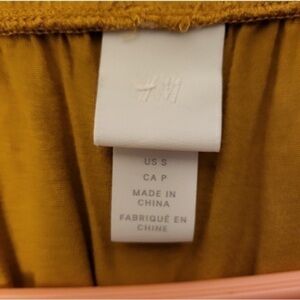 H&M
US S
CA P
MADE IN
CHINA
FABRIQUÉ EN
CHINE